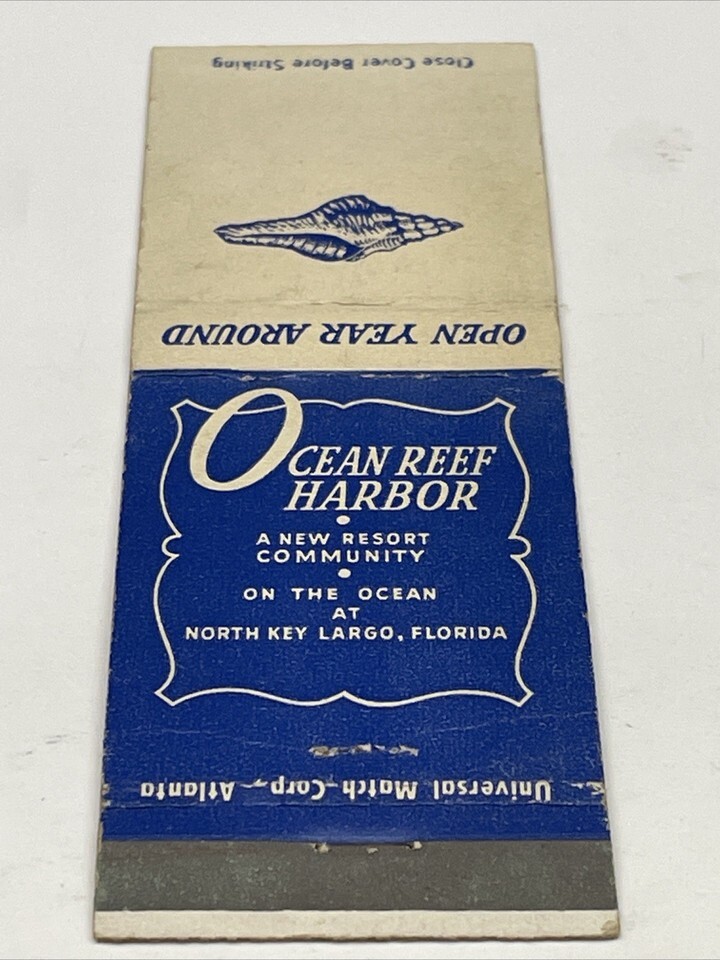 Close Cover Before Striking
OPEN YEAR AROUND
OCEAN REEF
HARBOR
A NEW RESORT
COMMUNITY
ON THE OCEAN
AT
NORTH KEY LARGO, FLORIDA
Universal Match Corp., Atlanta